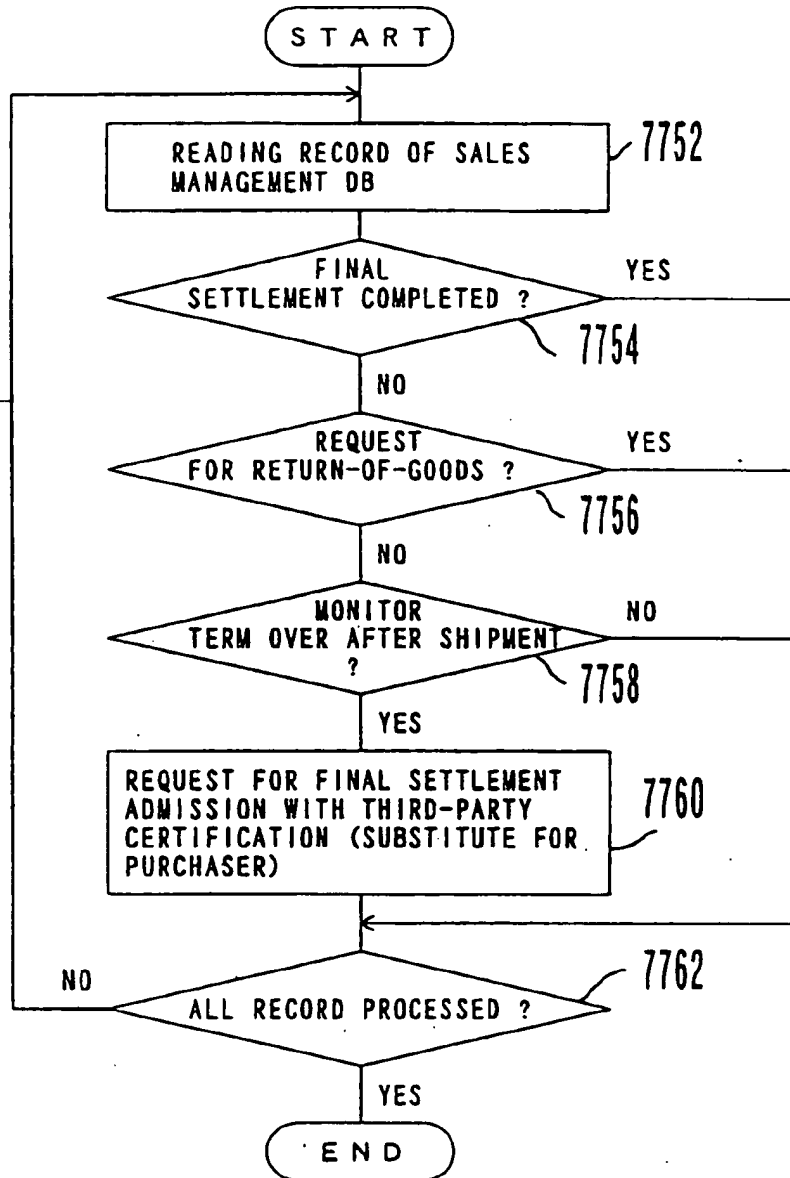 START
READING RECORD OF SALES
MANAGEMENT DB
7752
FINAL
SETTLEMENT COMPLETED ?
YES
7754
NO
REQUEST
FOR RETURN-OF-GOODS ?
YES
7756
NO
MONITOR
TERM OVER AFTER SHIPMENT
?
NO
7758
YES
REQUEST FOR FINAL SETTLEMENT
ADMISSION WITH THIRD-PARTY
CERTIFICATION (SUBSTITUTE FOR
PURCHASER)
7760
NO
ALL RECORD PROCESSED ?
7762
YES
END